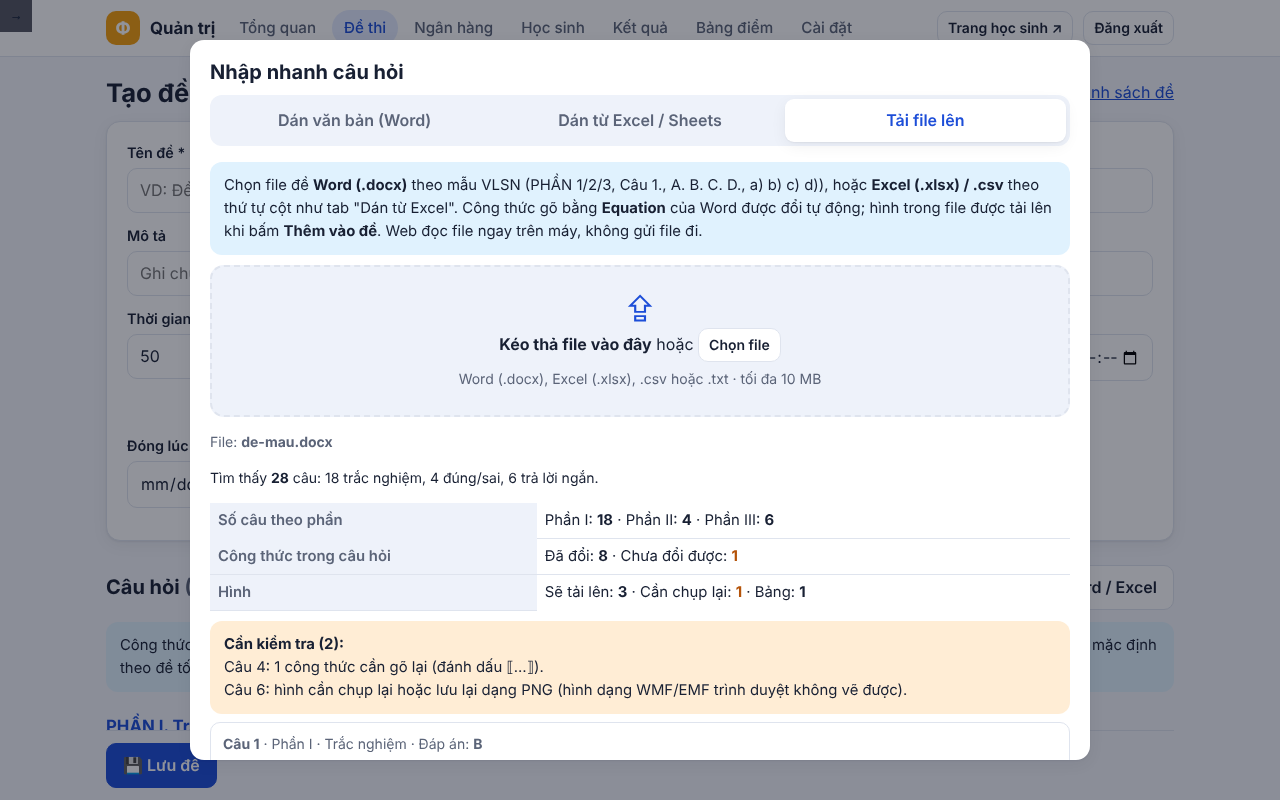 →
Φ Quản trị Tổng quan Đề thi Ngân hàng Học sinh Kết quả Bảng điểm Cài đặt Trang học sinh ↗ Đăng xuất
Tạo đề
nh sách đề
Nhập nhanh câu hỏi
Dán văn bản (Word) Dán từ Excel / Sheets Tải file lên
Chọn file đề Word (.docx) theo mẫu VLSN (PHẦN 1/2/3, Câu 1., A. B. C. D., a) b) c) d)), hoặc Excel (.xlsx) / .csv theo
thứ tự cột như tab "Dán từ Excel". Công thức gõ bằng Equation của Word được đổi tự động; hình trong file được tải lên
khi bấm Thêm vào đề. Web đọc file ngay trên máy, không gửi file đi.
Kéo thả file vào đây hoặc Chọn file
Word (.docx), Excel (.xlsx), .csv hoặc .txt · tối đa 10 MB
File: de-mau.docx
Tìm thấy 28 câu: 18 trắc nghiệm, 4 đúng/sai, 6 trả lời ngắn.
Số câu theo phần Phần I: 18 · Phần II: 4 · Phần III: 6
Công thức trong câu hỏi Đã đổi: 8 · Chưa đổi được: 1
Hình Sẽ tải lên: 3 · Cần chụp lại: 1 · Bảng: 1
Cần kiểm tra (2):
Câu 4: 1 công thức cần gõ lại (đánh dấu ⟦…⟧).
Câu 6: hình cần chụp lại hoặc lưu lại dạng PNG (hình dạng WMF/EMF trình duyệt không vẽ được).
Câu 1 · Phần I · Trắc nghiệm · Đáp án: B
Tên đề *
VD: Đề
Mô tả
Ghi ch
Thời gian
50
-:--
Đóng lúc
mm/d
Câu hỏi (
rd / Excel
Công thức
mặc định
theo đề tố
PHẦN I. Tr
💾 Lưu đề